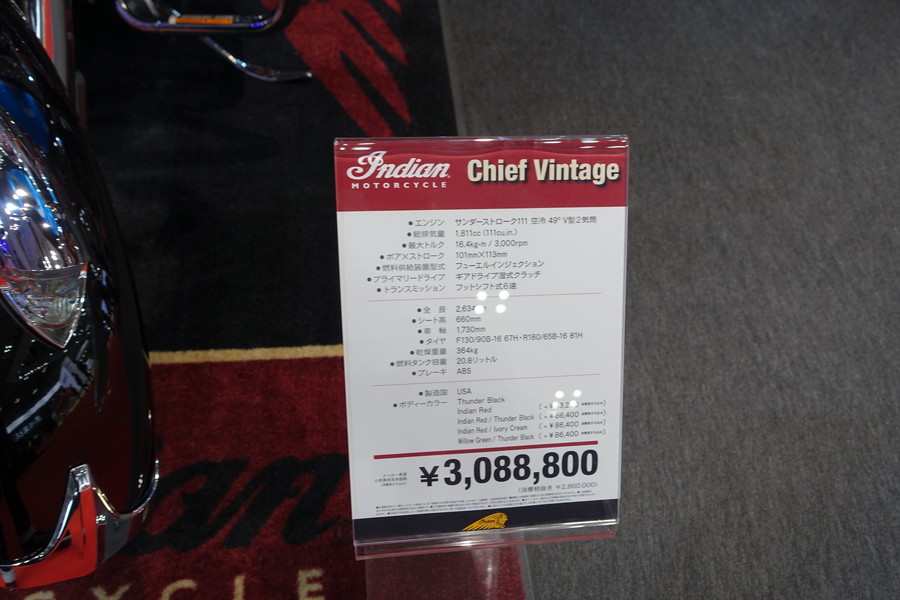 Indian Chief Vintage
MOTORCYCLE
●エンジン サンダーストローク111 空冷 49° V型2気筒
●総排気量 1,811cc (111cu.in.)
●最大トルク 16.4kg-m / 3,000rpm
●ボア×ストローク 101mm×113mm
●燃料供給装置型式 フューエルインジェクション
●プライマリードライブ ギアドライブ湿式クラッチ
●トランスミッション フットシフト式6速
●全 長 2,634
●シート高 660mm
●車 軸 1,730mm
●タイヤ F130/90B-16 67H・R180/65B-16 81H
●乾燥重量 364kg
●燃料タンク容量 20.8リットル
●ブレーキ ABS
●製造国 USA
●ボディーカラー Thunder Black
Indian Red
Indian Red / Thunder Black (+¥86,400
Indian Red / Ivory Cream (+¥86,400
Willow Green / Thunder Black (+¥86,400
¥3,088,800
(消費税抜き ¥2,860,000)
CYCLE